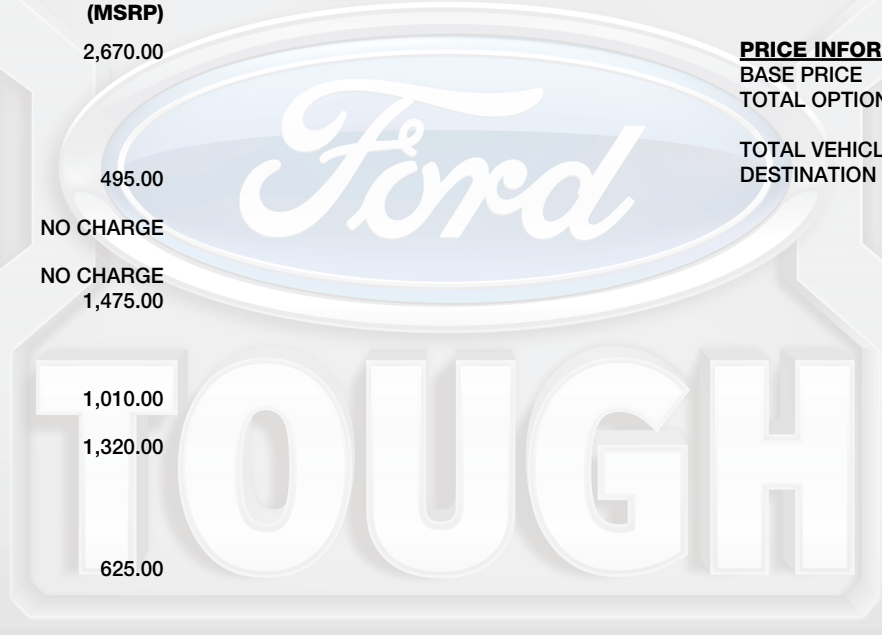 (MSRP)
2,670.00
495.00
NO CHARGE
NO CHARGE
1,475.00
1,010.00
1,320.00
625.00
PRICE INFOR
BASE PRICE
TOTAL OPTION
TOTAL VEHICL
DESTINATION
Ford
TOUGH